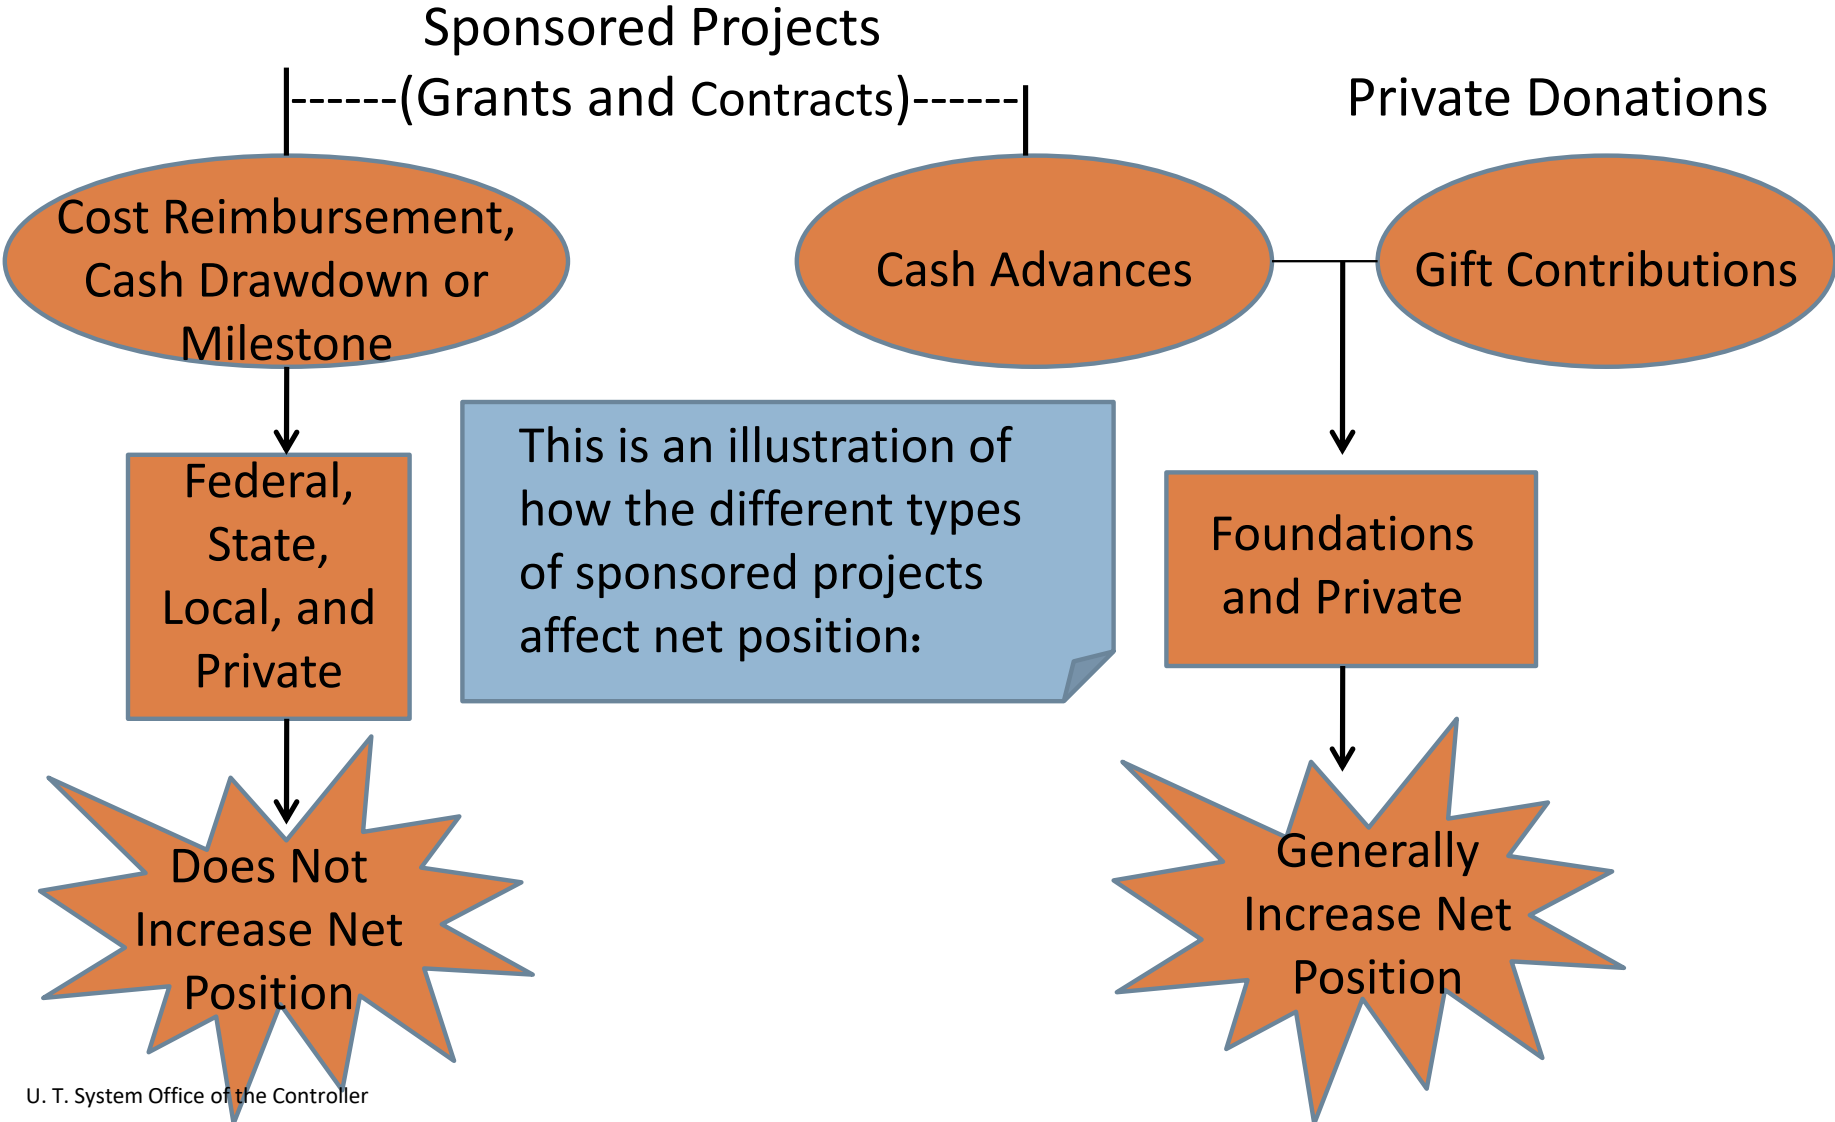 Sponsored Projects
------(Grants and Contracts)------
Private Donations
Cost Reimbursement,
Cash Drawdown or
Milestone
Cash Advances
Gift Contributions
This is an illustration of
how the different types
of sponsored projects
affect net position:
Federal,
State,
Local, and
Private
Foundations
and Private
Does Not
Increase Net
Position
Generally
Increase Net
Position
U. T. System Office of the Controller